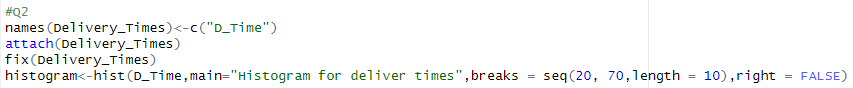 #Q2
names(Delivery_Times)<-c("D_Time")
attach(Delivery_Times)
fix(Delivery_Times)
histogram<-hist(D_Time,main="Histogram for deliver times",breaks = seq(20, 70,length = 10),right = FALSE)